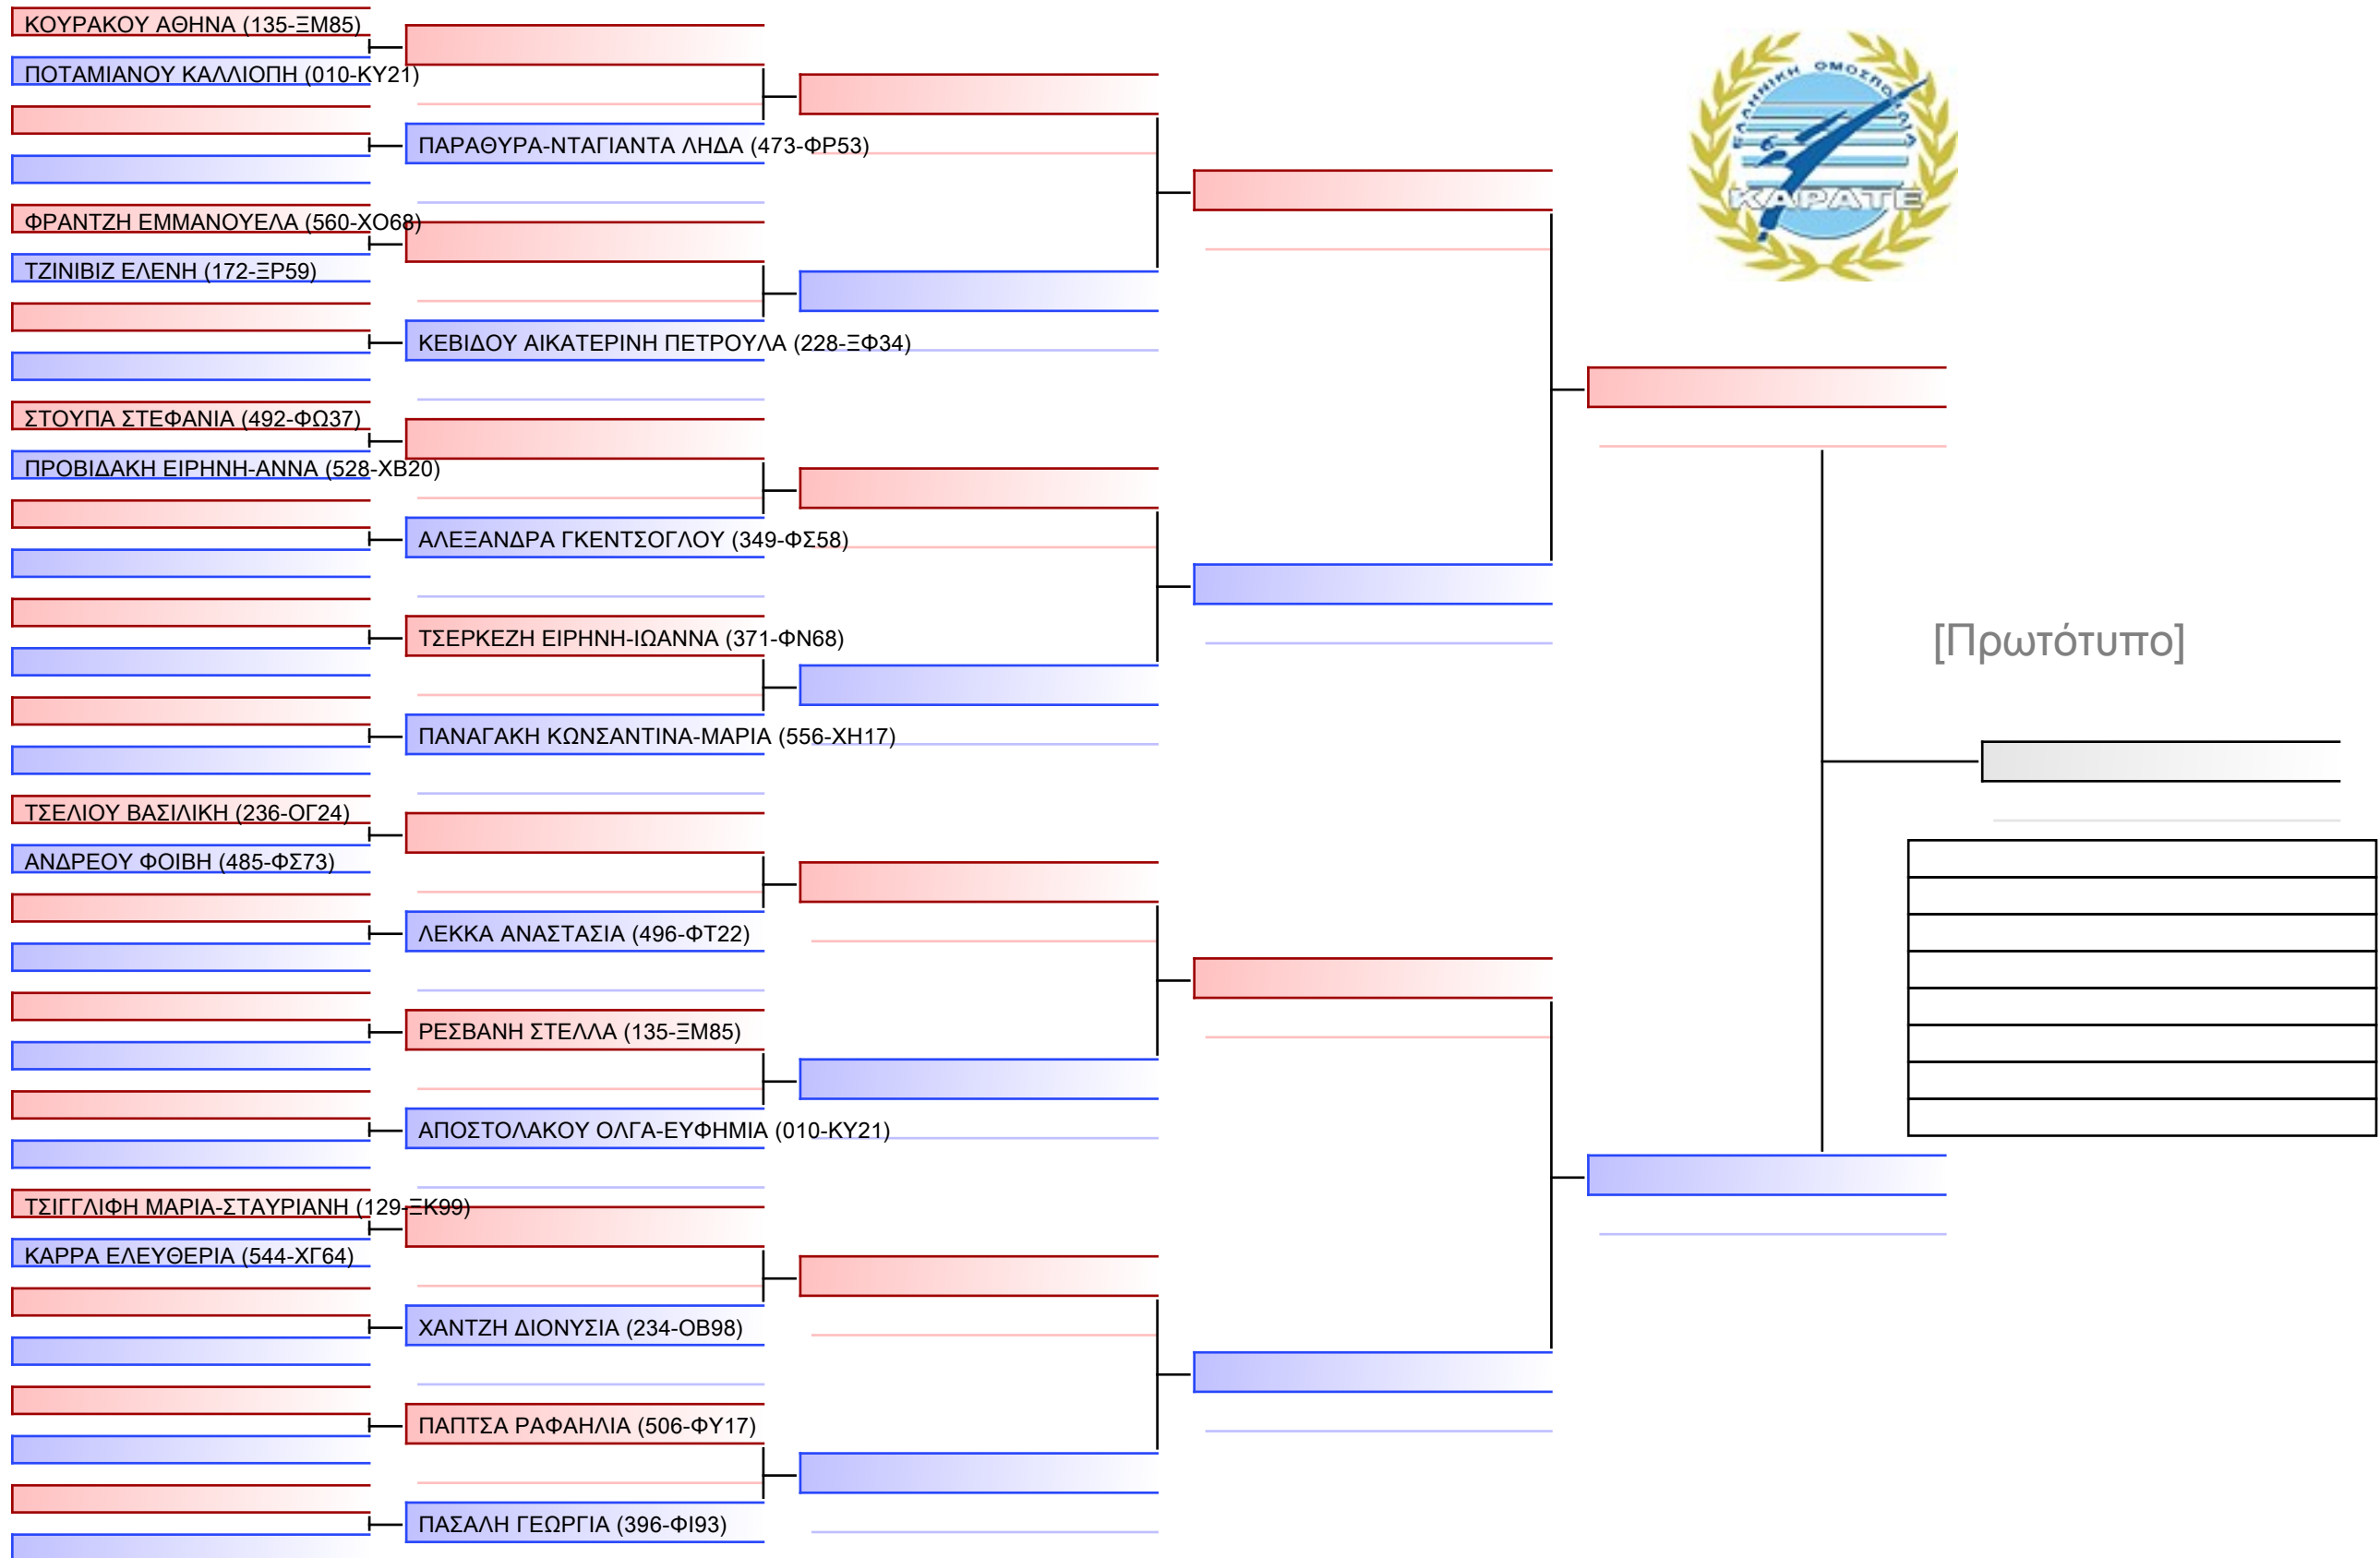 ΚΟΥΡΑΚΟΥ ΑΘΗΝΑ (135-ΞΜ85)
ΠΟΤΑΜΙΑΝΟΥ ΚΑΛΛΙΟΠΗ (010-ΚΥ21)
ΦΡΑΝΤΖΗ ΕΜΜΑΝΟΥΕΛΑ (560-ΧΟ68)
ΤΖΙΝΙΒΙΖ ΕΛΕΝΗ (172-ΞΡ59)
ΣΤΟΥΠΑ ΣΤΕΦΑΝΙΑ (492-ΦΩ37)
ΠΡΟΒΙΔΑΚΗ ΕΙΡΗΝΗ-ΑΝΝΑ (528-ΧΒ20)
ΤΣΕΛΙΟΥ ΒΑΣΙΛΙΚΗ (236-ΟΓ24)
ΑΝΔΡΕΟΥ ΦΟΙΒΗ (485-ΦΣ73)
ΤΣΙΓΓΛΙΦΗ ΜΑΡΙΑ-ΣΤΑΥΡΙΑΝΗ (129-ΞΚ99)
ΚΑΡΡΑ ΕΛΕΥΘΕΡΙΑ (544-ΧΓ64)
ΠΑΡΑΘΥΡΑ-ΝΤΑΓΙΑΝΤΑ ΛΗΔΑ (473-ΦΡ53)
ΚΕΒΙΔΟΥ ΑΙΚΑΤΕΡΙΝΗ ΠΕΤΡΟΥΛΑ (228-ΞΦ34)
ΑΛΕΞΑΝΔΡΑ ΓΚΕΝΤΣΟΓΛΟΥ (349-ΦΣ58)
ΤΣΕΡΚΕΖΗ ΕΙΡΗΝΗ-ΙΩΑΝΝΑ (371-ΦΝ68)
ΠΑΝΑΓΑΚΗ ΚΩΝΣΑΝΤΙΝΑ-ΜΑΡΙΑ (556-ΧΗ17)
ΛΕΚΚΑ ΑΝΑΣΤΑΣΙΑ (496-ΦΤ22)
ΡΕΣΒΑΝΗ ΣΤΕΛΛΑ (135-ΞΜ85)
ΑΠΟΣΤΟΛΑΚΟΥ ΟΛΓΑ-ΕΥΦΗΜΙΑ (010-ΚΥ21)
ΧΑΝΤΖΗ ΔΙΟΝΥΣΙΑ (234-ΟΒ98)
ΠΑΠΤΣΑ ΡΑΦΑΗΛΙΑ (506-ΦΥ17)
ΠΑΣΑΛΗ ΓΕΩΡΓΙΑ (396-ΦΙ93)
ΕΛΛΗΝΙΚΗ ΟΜΟΣΠΟΝΔΙΑ
ΚΑΡΑΤΕ
[Πρωτότυπο]